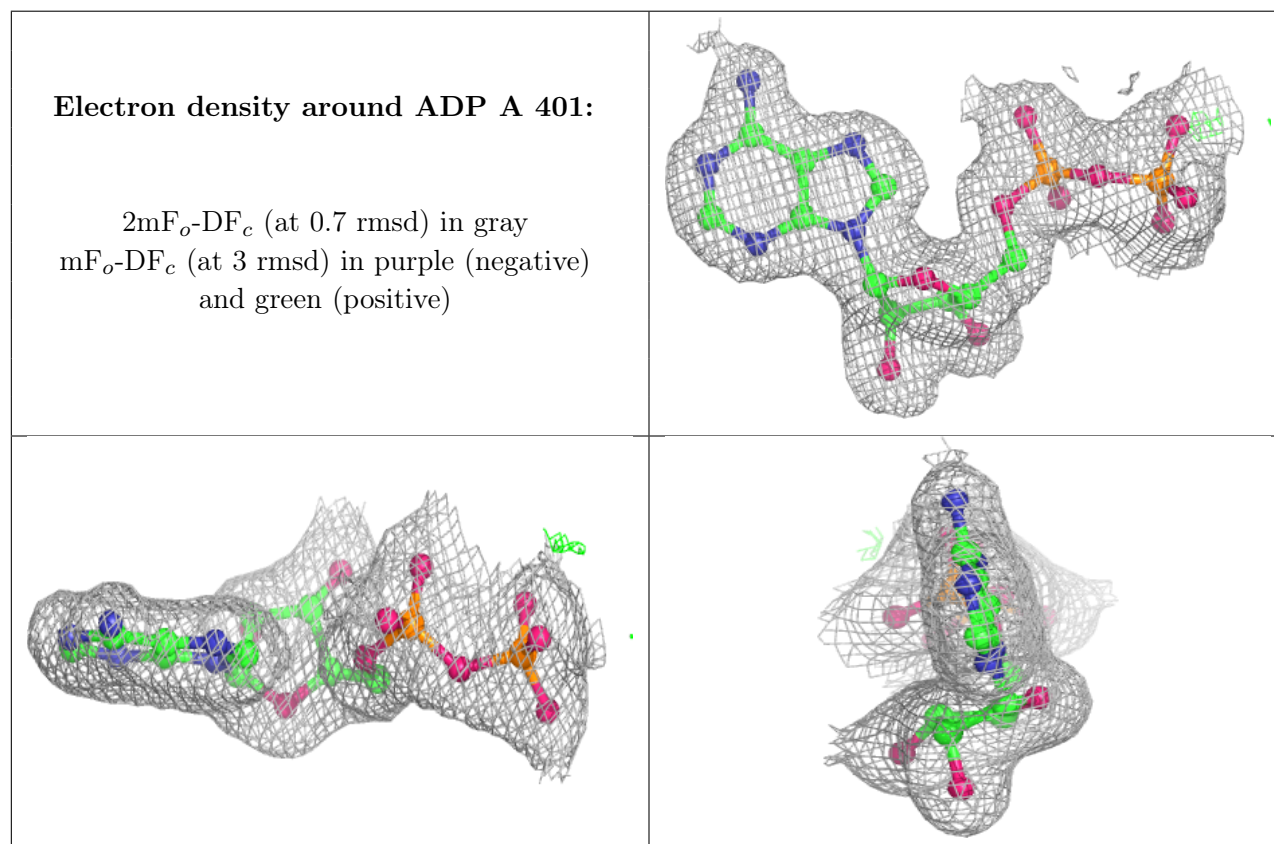 Electron density around ADP A 401:
2mFₒ-DF𝒸 (at 0.7 rmsd) in gray
mFₒ-DF𝒸 (at 3 rmsd) in purple (negative)
and green (positive)